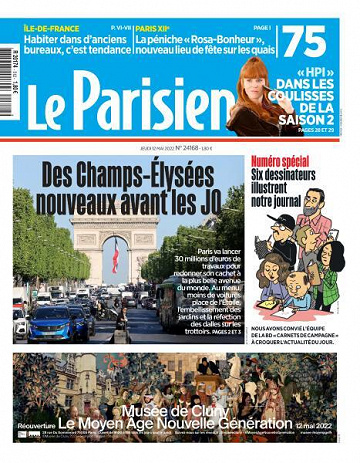 ÎLE-DE-FRANCE
P. VI-VII
Habiter dans d'anciens
bureaux, c'est tendance
PARIS XIIe
PAGE I
La péniche «Rosa-Bonheur»,
nouveau lieu de fête sur les quais
75
Le Parisien
«HPI»
DANS LES
COULISSES
DE LA
SAISON 2
PAGES 28 ET 29
JEUDI 12 MAI 2022 N° 24168 - 1,80 €
Des Champs-Élysées
nouveaux avant les JO
Paris va lancer
30 millions d'euros de
travaux pour
redonner son cachet à
la plus belle avenue
du monde. Au menu :
moins de voitures
place de l'Étoile,
l'embellissement des
jardins et la réfection
des dalles sur les
trottoirs. PAGES 2 ET 3
Numéro spécial
Six dessinateurs
illustrent
notre journal
NOUS AVONS CONVIÉ L'ÉQUIPE
DE LA BD «CARNETS DE CAMPAGNE»
À CROQUER L'ACTUALITÉ DU JOUR.
Musée de Cluny
Réouverture Le Moyen Age Nouvelle Génération 12 mai 2022